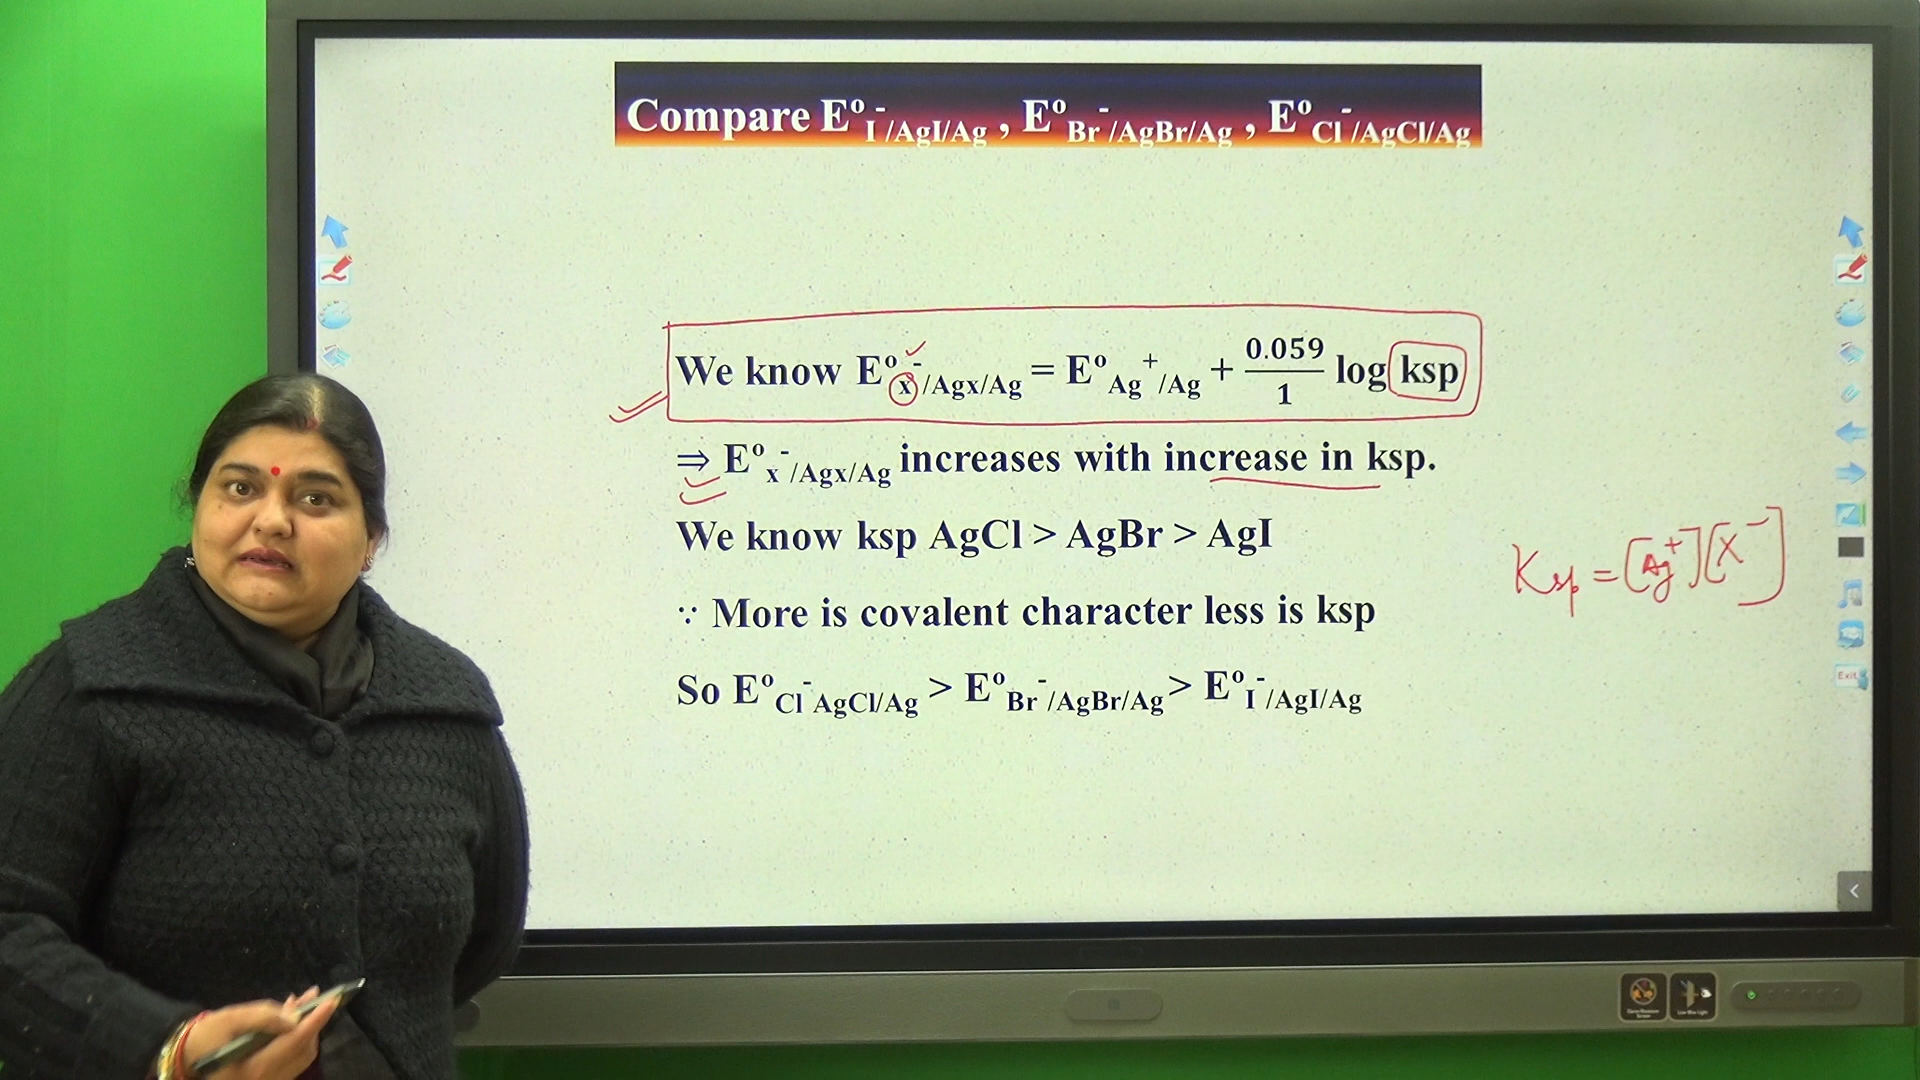 Compare E° I⁻/AgI/Ag , E° Br⁻/AgBr/Ag , E° Cl⁻/AgCl/Ag
We know E° x⁻/Agx/Ag = E° Ag⁺/Ag + 0.059/1 log ksp
⇒ E° x⁻/Agx/Ag increases with increase in ksp.
We know ksp AgCl > AgBr > AgI
Ksp = [Ag⁺][X⁻]
∵ More is covalent character less is ksp
So E° Cl⁻ AgCl/Ag > E° Br⁻/AgBr/Ag > E° I⁻/AgI/Ag
Exit